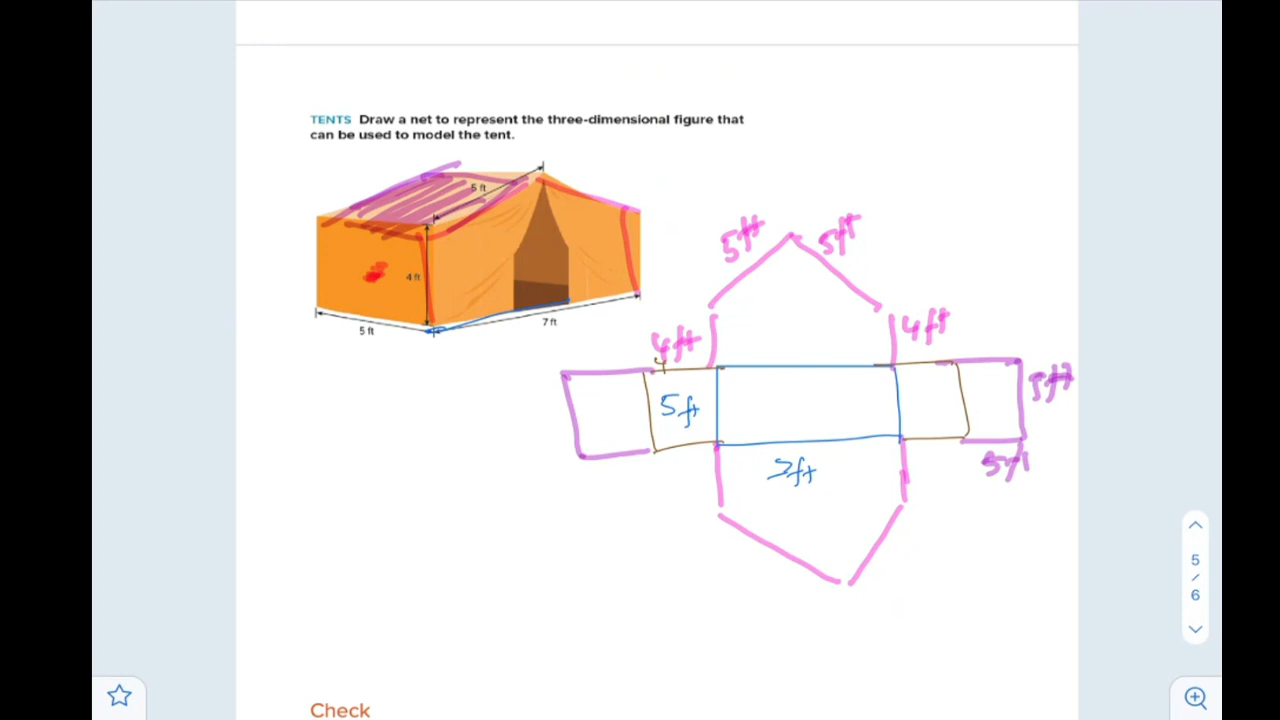 TENTS Draw a net to represent the three-dimensional figure that
can be used to model the tent.
5 ft
4 ft
5 ft
7 ft
5ft
5ft
4ft
4ft
4
5ft
5ft
7ft
5ft
5
/
6
Check